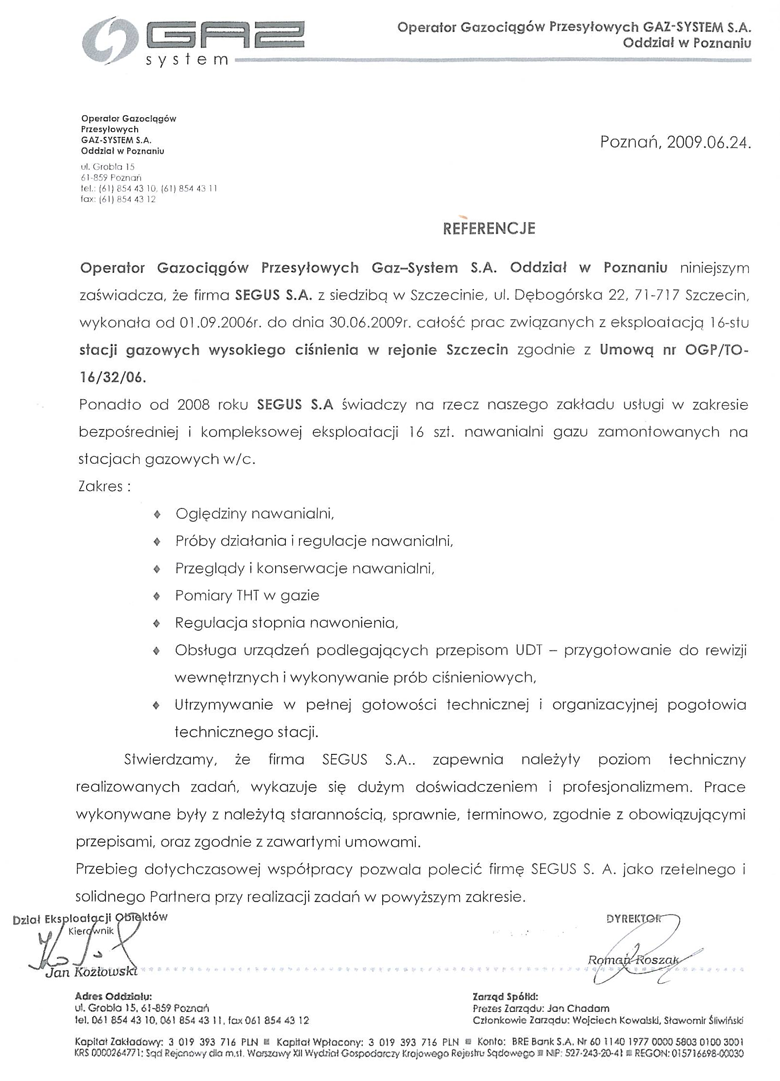 GAZ
system
Operator Gazociągów Przesyłowych GAZ-SYSTEM S.A.
Oddział w Poznaniu
Operator Gazociągów
Przesyłowych
GAZ-SYSTEM S.A.
Oddział w Poznaniu
ul. Grobla 15
61-859 Poznań
tel.: (61) 854 43 10, (61) 854 43 11
fax: (61) 854 43 12
Poznań, 2009.06.24.
REFERENCJE
Operator Gazociągów Przesyłowych Gaz–System S.A. Oddział w Poznaniu niniejszym
zaświadcza, że firma SEGUS S.A. z siedzibą w Szczecinie, ul. Dębogórska 22, 71-717 Szczecin,
wykonała od 01.09.2006r. do dnia 30.06.2009r. całość prac związanych z eksploatacją 16-stu
stacji gazowych wysokiego ciśnienia w rejonie Szczecin zgodnie z Umową nr OGP/TO-
16/32/06.
Ponadto od 2008 roku SEGUS S.A świadczy na rzecz naszego zakładu usługi w zakresie
bezpośredniej i kompleksowej eksploatacji 16 szt. nawanialni gazu zamontowanych na
stacjach gazowych w/c.
Zakres :
♦ Oględziny nawanialni,
♦ Próby działania i regulacje nawanialni,
♦ Przeglądy i konserwacje nawanialni,
♦ Pomiary THT w gazie
♦ Regulacja stopnia nawonienia,
♦ Obsługa urządzeń podlegających przepisom UDT – przygotowanie do rewizji
wewnętrznych i wykonywanie prób ciśnieniowych,
♦ Utrzymywanie w pełnej gotowości technicznej i organizacyjnej pogotowia
technicznego stacji.
Stwierdzamy, że firma SEGUS S.A.. zapewnia należyty poziom techniczny
realizowanych zadań, wykazuje się dużym doświadczeniem i profesjonalizmem. Prace
wykonywane były z należytą starannością, sprawnie, terminowo, zgodnie z obowiązującymi
przepisami, oraz zgodnie z zawartymi umowami.
Przebieg dotychczasowej współpracy pozwala polecić firmę SEGUS S. A. jako rzetelnego i
solidnego Partnera przy realizacji zadań w powyższym zakresie.
Dział Eksploatacji Obiektów
Kierownik
Jan Kozłowski
DYREKTOR
Roman Roszak
Adres Oddziału:
ul. Grobla 15, 61-859 Poznań
tel. 061 854 43 10, 061 854 43 11, fax 061 854 43 12
Zarząd Spółki:
Prezes Zarządu: Jan Chadam
Członkowie Zarządu: Wojciech Kowalski, Sławomir Śliwiński
Kapitał Zakładowy: 3 019 393 716 PLN ■ Kapitał Wpłacony: 3 019 393 716 PLN ■ Konto: BRE Bank S.A. Nr 60 1140 1977 0000 5803 0100 3001
KRS 0000264771; Sąd Rejonowy dla m.st. Warszawy XII Wydział Gospodarczy Krajowego Rejestru Sądowego ■ NIP: 527-243-20-41 ■ REGON: 015716698-00030